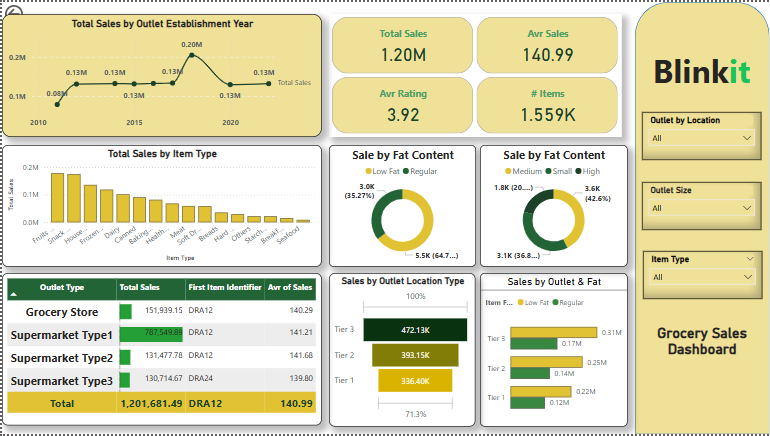 Total Sales by Outlet Establishment Year
0.2M
0.1M
0.08M
0.13M
0.13M
0.13M
0.13M
0.20M
0.13M
0.13M
Total Sales
2010
2015
2020
Total Sales
1.20M
Avr Sales
140.99
Avr Rating
3.92
# Items
1.559K
Blinkit
Outlet by Location
All
Outlet Size
All
Item Type
All
Grocery Sales
Dashboard
Total Sales by Item Type
Total Sales
0.2M
0.1M
0.0M
Fruits ...
Snack ...
House...
Frozen...
Dairy
Canned
Baking...
Health...
Meat
Soft Dr...
Breads
Hard ...
Others
Starch...
Breakf...
Seafood
Item Type
Sale by Fat Content
Low Fat Regular
3.0K
(35.27%)
5.5K (64.7...)
Sale by Fat Content
Medium Small High
1.8K (20....)
3.6K
(42.6%)
3.1K (36.8...)
Outlet Type Total Sales First Item Identifier Avr of Sales
Grocery Store 151,939.15 DRA12 140.29
Supermarket Type1 787,549.89 DRA12 141.21
Supermarket Type2 131,477.78 DRA12 141.68
Supermarket Type3 130,714.67 DRA24 139.80
Total 1,201,681.49 DRA12 140.99
Sales by Outlet Location Type
100%
Tier 3 472.13K
Tier 2 393.15K
Tier 1 336.40K
71.3%
Sales by Outlet & Fat
Item F... Low Fat Regular
Tier 3 0.31M
0.17M
Tier 2 0.25M
0.14M
Tier 1 0.22M
0.12M